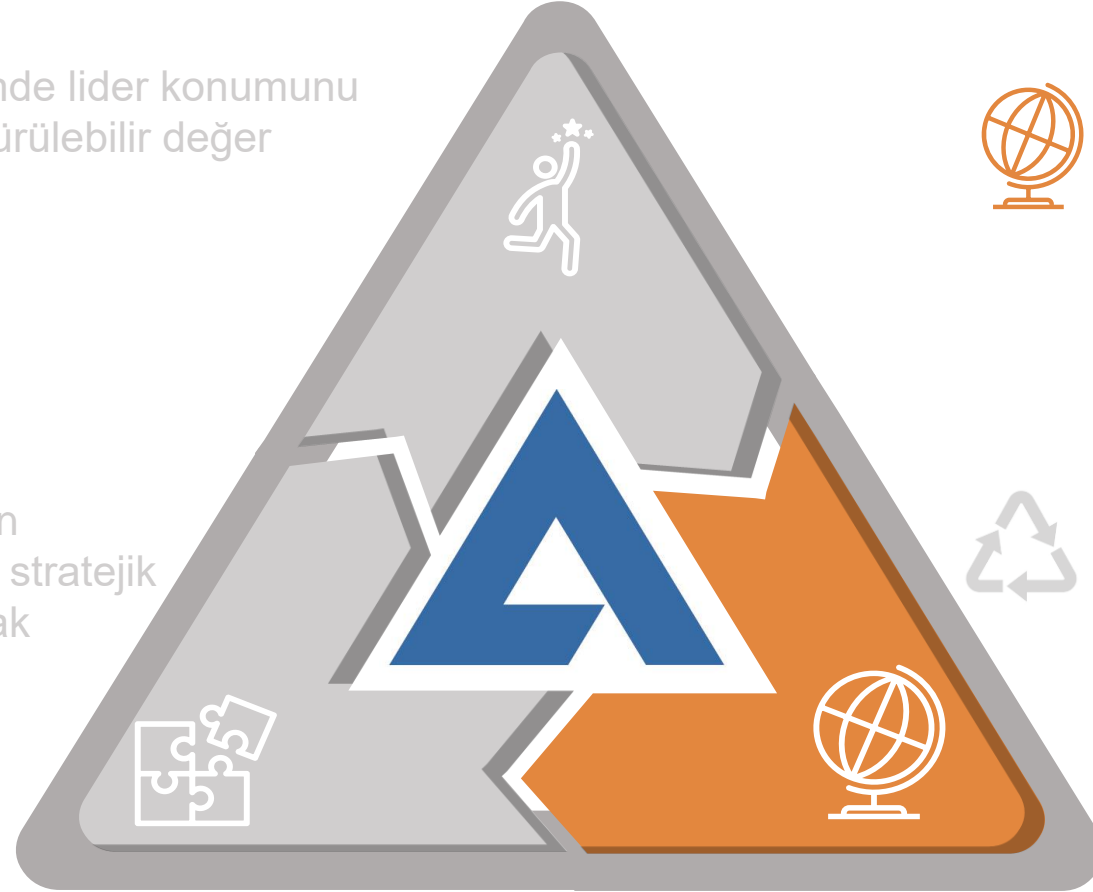 nde lider konumunu
ürülebilir değer
n
stratejik
ak